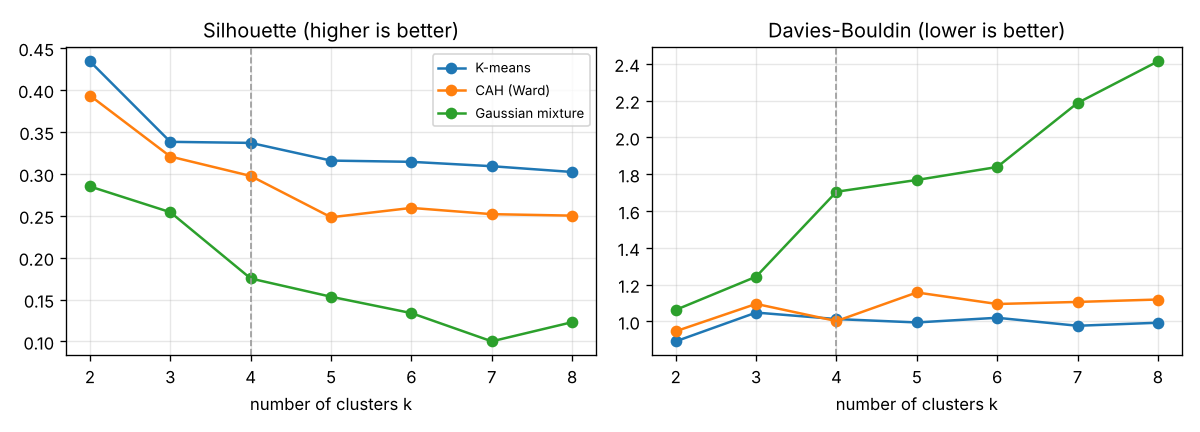 Silhouette (higher is better)
0.45
0.40
0.35
0.30
0.25
0.20
0.15
0.10
K-means
CAH (Ward)
Gaussian mixture
2 3 4 5 6 7 8
number of clusters k
Davies-Bouldin (lower is better)
2.4
2.2
2.0
1.8
1.6
1.4
1.2
1.0
2 3 4 5 6 7 8
number of clusters k